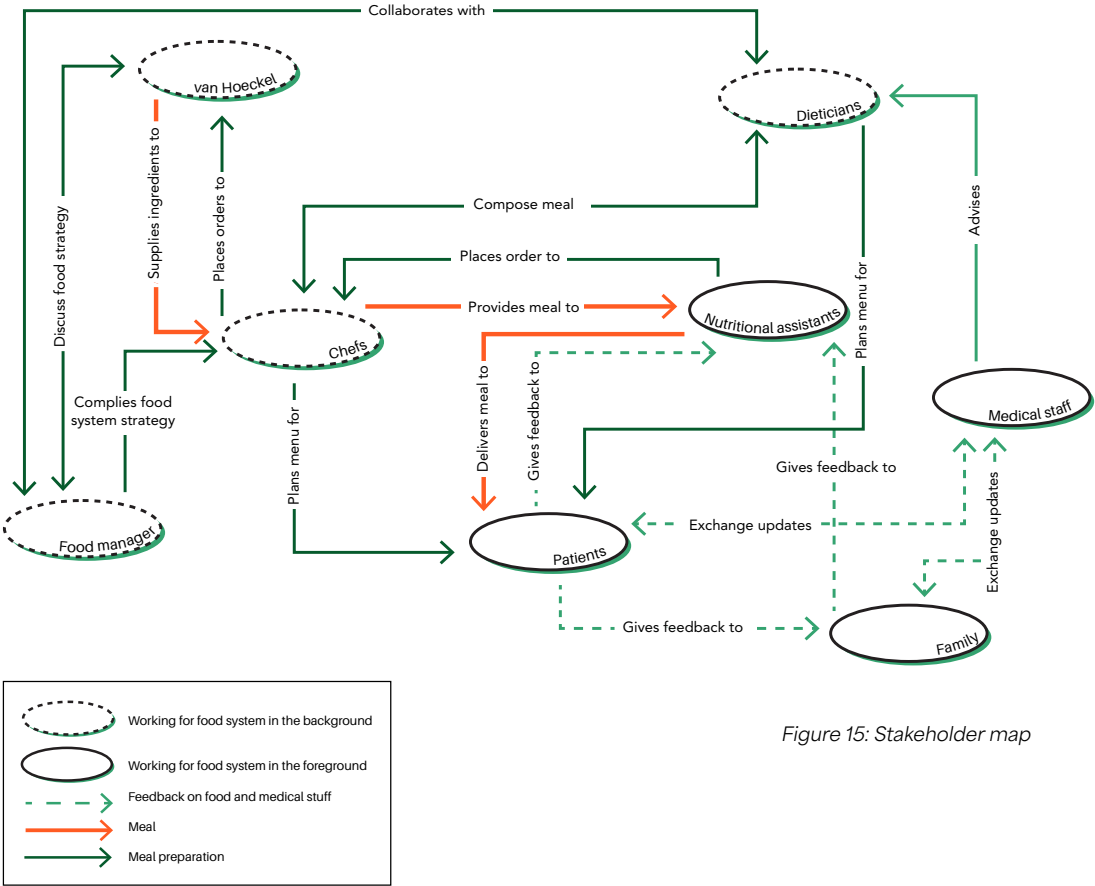 Collaborates with
van Hoeckel
Dieticians
Supplies ingredients to
Places orders to
Discuss food strategy
Compose meal
Advises
Places order to
Provides meal to
Nutritional assistants
Plans menu for
Chefs
Complies food
system strategy
Delivers meal to
Gives feedback to
Medical staff
Plans menu for
Gives feedback to
Food manager
Patients
Exchange updates
Exchange updates
Gives feedback to
Family
Working for food system in the background
Working for food system in the foreground
Feedback on food and medical stuff
Meal
Meal preparation
Figure 15: Stakeholder map